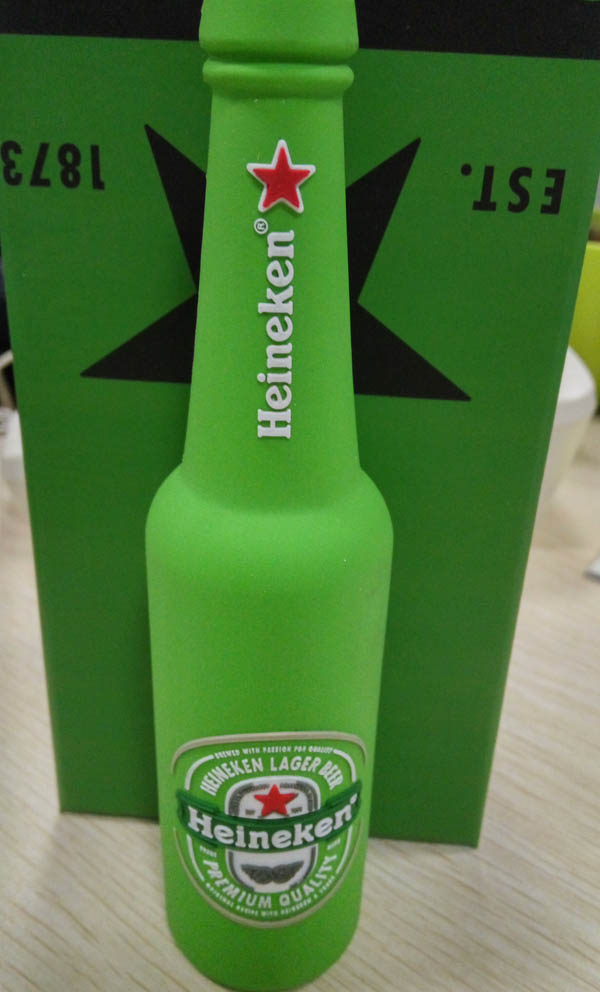 1873
EST.
Heineken®
BREWED WITH PASSION FOR QUALITY
HEINEKEN LAGER BEER
Heineken®
PREMIUM QUALITY